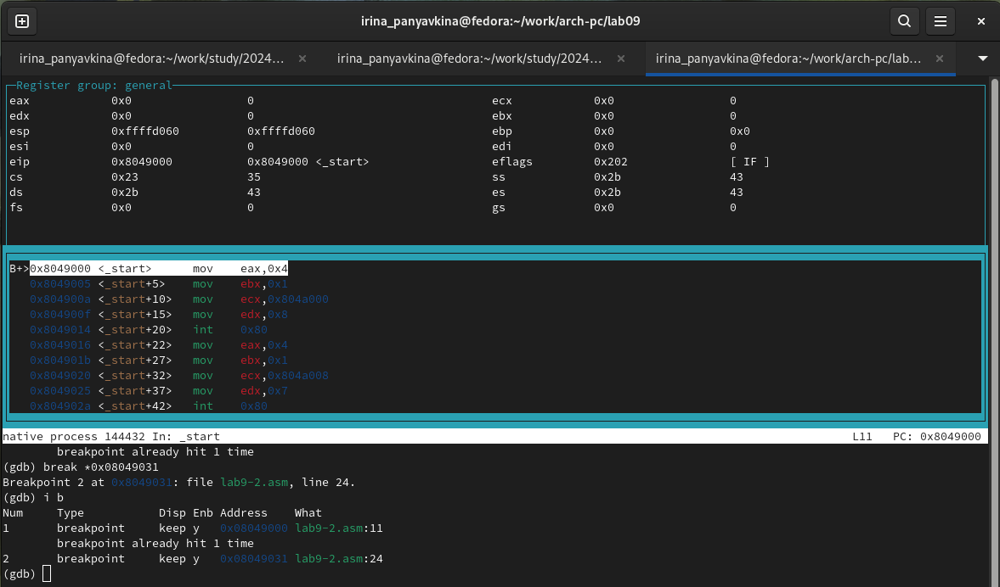 irina_panyavkina@fedora:~/work/arch-pc/lab09
irina_panyavkina@fedora:~/work/study/2024... × irina_panyavkina@fedora:~/work/study/2024... × irina_panyavkina@fedora:~/work/arch-pc/lab... ×
Register group: general
eax 0x0 0 ecx 0x0 0
edx 0x0 0 ebx 0x0 0
esp 0xffffd060 0xffffd060 ebp 0x0 0x0
esi 0x0 0 edi 0x0 0
eip 0x8049000 0x8049000 <_start> eflags 0x202 [ IF ]
cs 0x23 35 ss 0x2b 43
ds 0x2b 43 es 0x2b 43
fs 0x0 0 gs 0x0 0
B+>0x8049000 <_start> mov eax,0x4
0x8049005 <_start+5> mov ebx,0x1
0x804900a <_start+10> mov ecx,0x804a000
0x804900f <_start+15> mov edx,0x8
0x8049014 <_start+20> int 0x80
0x8049016 <_start+22> mov eax,0x4
0x804901b <_start+27> mov ebx,0x1
0x8049020 <_start+32> mov ecx,0x804a008
0x8049025 <_start+37> mov edx,0x7
0x804902a <_start+42> int 0x80
native process 144432 In: _start L11 PC: 0x8049000
breakpoint already hit 1 time
(gdb) break *0x08049031
Breakpoint 2 at 0x8049031: file lab9-2.asm, line 24.
(gdb) i b
Num Type Disp Enb Address What
1 breakpoint keep y 0x08049000 lab9-2.asm:11
breakpoint already hit 1 time
2 breakpoint keep y 0x08049031 lab9-2.asm:24
(gdb)